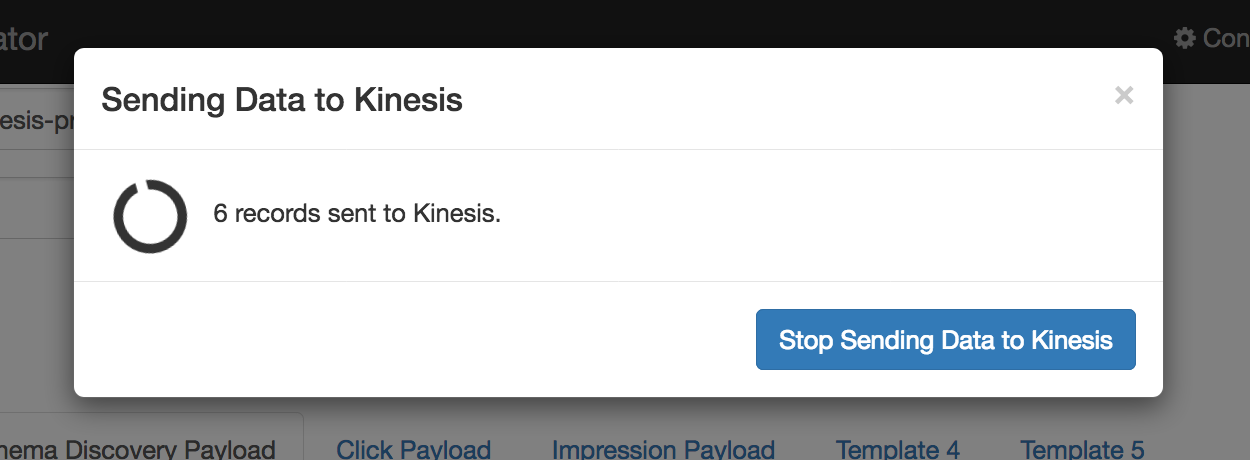 ator
Con
Sending Data to Kinesis
×
esis-pr
6 records sent to Kinesis.
Stop Sending Data to Kinesis
nema Discovery Payload Click Payload Impression Payload Template 4 Template 5